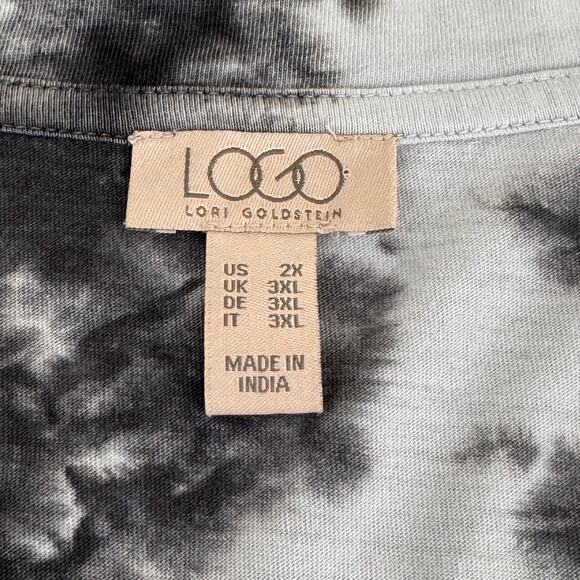 LOGO
LORI GOLDSTEIN
US 2X
UK 3XL
DE 3XL
IT 3XL
MADE IN
INDIA